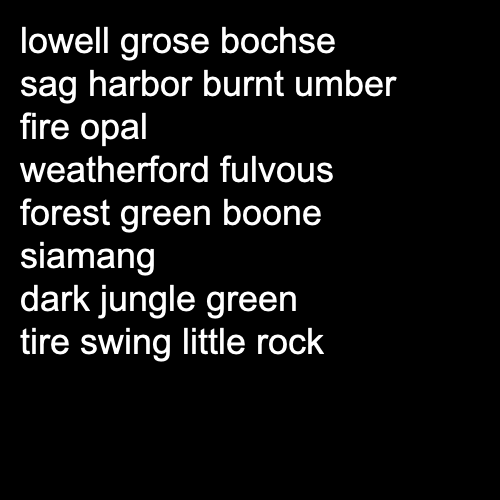 lowell grose bochse
sag harbor burnt umber
fire opal
weatherford fulvous
forest green boone
siamang
dark jungle green
tire swing little rock